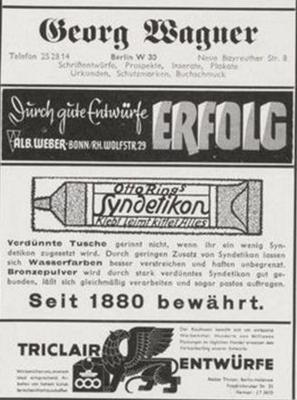 Georg Wagner
Telefon 25 28 14 Berlin W 30 Neue Bayreuther Str. 8
Schriftentwürfe, Prospekte, Inserate, Plakate
Urkunden, Schutzmarken, Buchschmuck
Durch gute Entwürfe
ERFOLG
ALB. WEBER · BONN/RH. WOLFSTR. 29
Otto Ring's
Syndetikon
Klebt leimt kittet Alles
Verdünnte Tusche gerinnt nicht, wenn ihr ein wenig Syn-
detikon zugesetzt wird. Durch geringen Zusatz von Syndetikon lassen
sich Wasserfarben besser verstreichen und haften unbegrenzt.
Bronzepulver wird durch stark verdünntes Syndetikon gut ge-
bunden, läßt sich gleichmäßig verarbeiten und sogar pastos auftragen.
Seit 1880 bewährt.
TRICLAIR
ENTWÜRFE